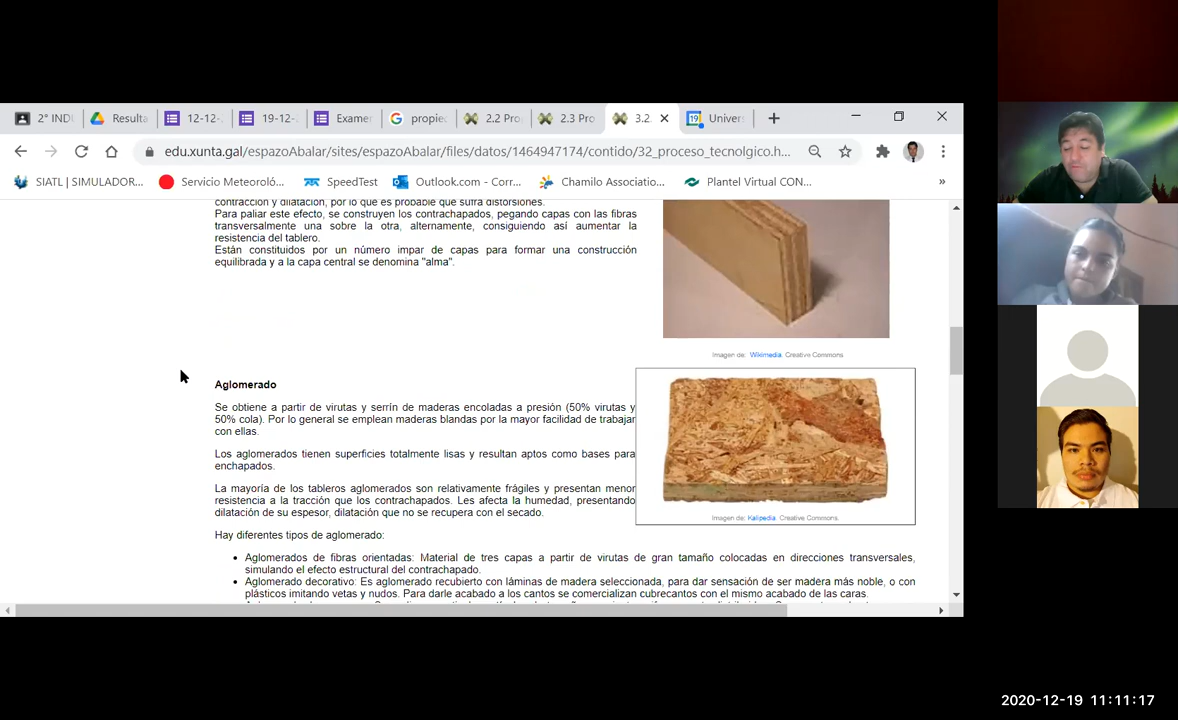 2° IND
Resulta
12-12-
19-12-
Examen
propie
2.2 Pro
2.3 Pro
3.2.
19
Univers
edu.xunta.gal/espazoAbalar/sites/espazoAbalar/files/datos/1464947174/contido/32_proceso_tecnolgico.h...
SIATL | SIMULADOR...
Servicio Meteoroló...
SpeedTest
Outlook.com - Corr...
Chamilo Associatio...
Plantel Virtual CON...
»
contracción y dilatación, por lo que es probable que sufra distorsiones.
Para paliar este efecto, se construyen los contrachapados, pegando capas con las fibras
transversalmente una sobre la otra, alternamente, consiguiendo así aumentar la
resistencia del tablero.
Están constituidos por un número impar de capas para formar una construcción
equilibrada y a la capa central se denomina "alma".
Imagen de: Wikimedia. Creative Commons
Aglomerado
Se obtiene a partir de virutas y serrín de maderas encoladas a presión (50% virutas y
50% cola). Por lo general se emplean maderas blandas por la mayor facilidad de trabajar
con ellas.
Los aglomerados tienen superficies totalmente lisas y resultan aptos como bases para
enchapados.
La mayoría de los tableros aglomerados son relativamente frágiles y presentan menor
resistencia a la tracción que los contrachapados. Les afecta la humedad, presentando
dilatación de su espesor, dilatación que no se recupera con el secado.
Imagen de: Kalipedia. Creative Commons.
Hay diferentes tipos de aglomerado:
• Aglomerados de fibras orientadas: Material de tres capas a partir de virutas de gran tamaño colocadas en direcciones transversales,
simulando el efecto estructural del contrachapado.
• Aglomerado decorativo: Es aglomerado recubierto con láminas de madera seleccionada, para dar sensación de ser madera más noble, o con
plásticos imitando vetas y nudos. Para darle acabado a los cantos se comercializan cubrecantos con el mismo acabado de las caras.
2020-12-19 11:11:17